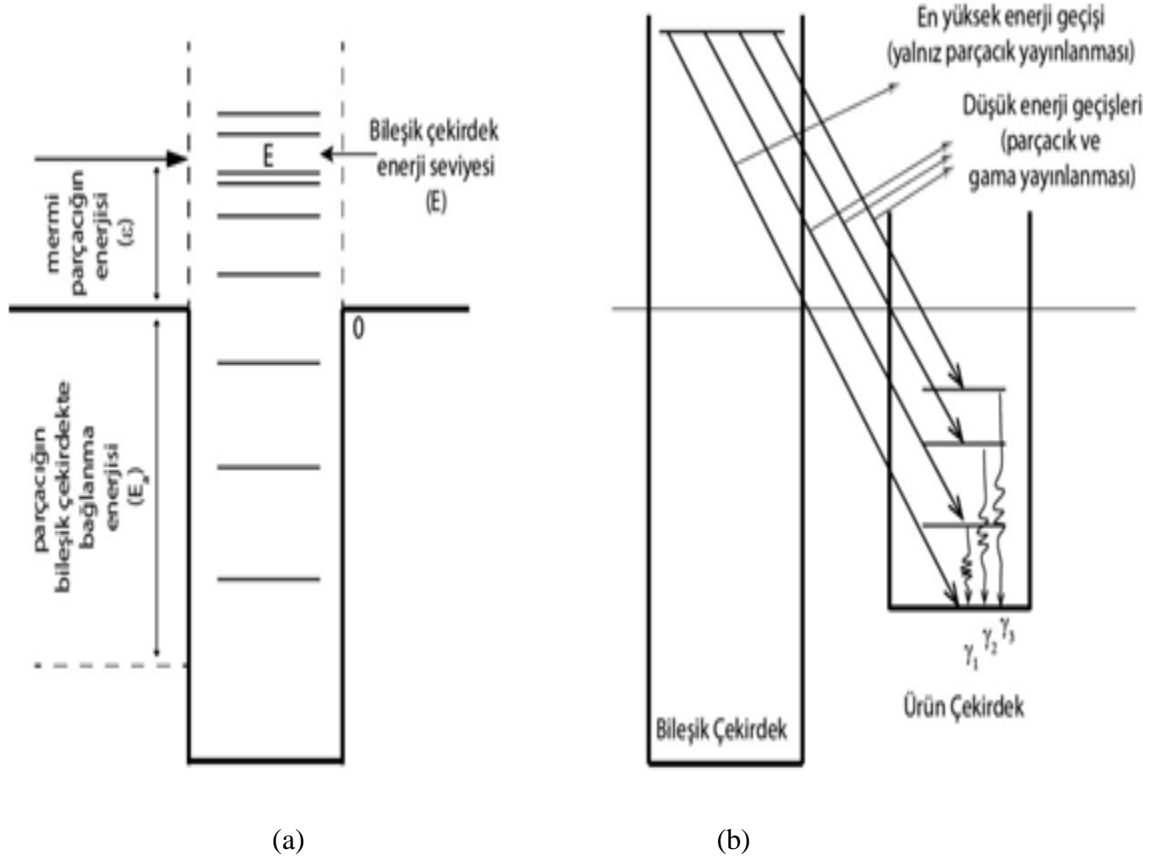 mermi
parçacığın
enerjisi
(ε)
parçacığın
bileşik çekirdekte
bağlanma
enerjisi
(Eₐ)
E
Bileşik çekirdek
enerji seviyesi
(E)
0
(a)
En yüksek enerji geçişi
(yalnız parçacık yayınlanması)
Düşük enerji geçişleri
(parçacık ve
gama yayınlanması)
γ₁ γ₂ γ₃
Bileşik Çekirdek
Ürün Çekirdek
(b)